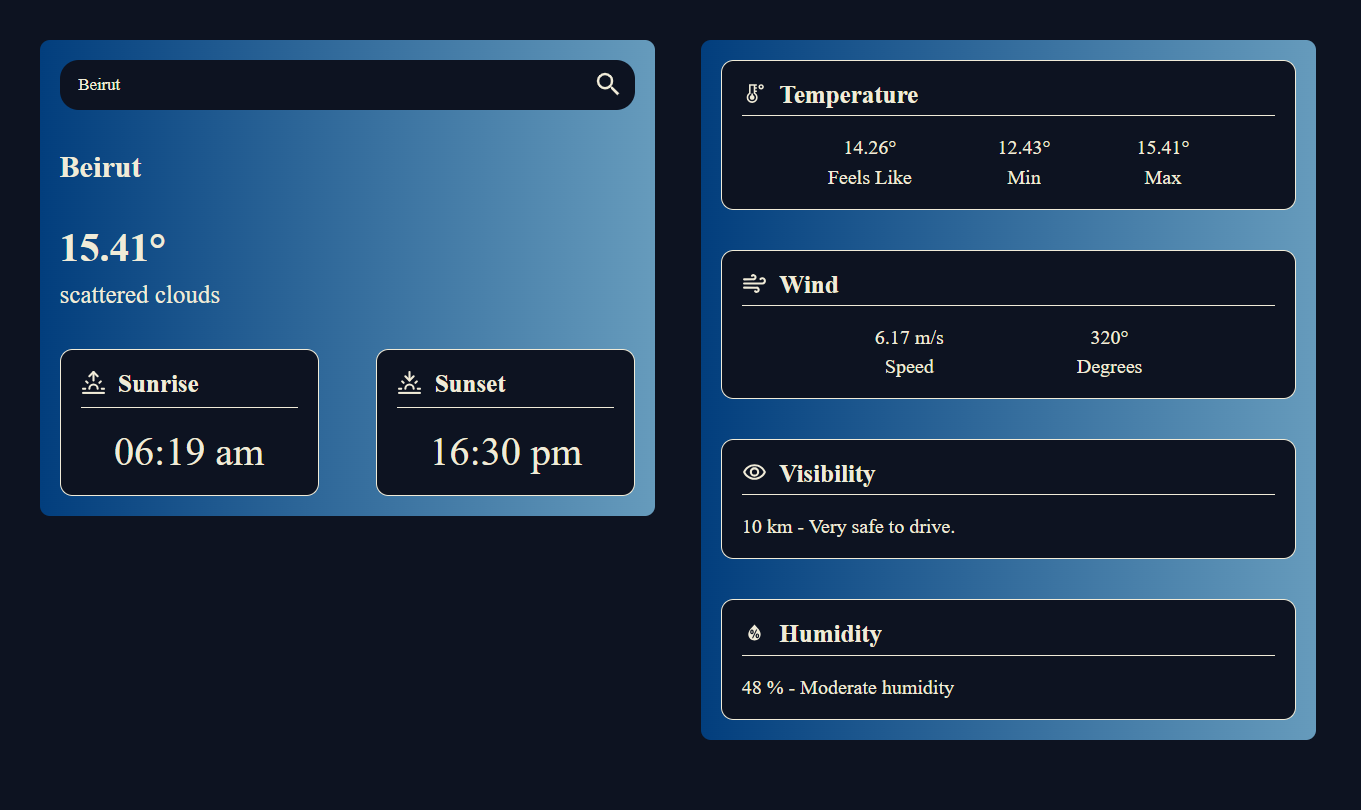 Beirut
Beirut
15.41°
scattered clouds
Sunrise
06:19 am
Sunset
16:30 pm
Temperature
14.26° 12.43° 15.41°
Feels Like Min Max
Wind
6.17 m/s 320°
Speed Degrees
Visibility
10 km - Very safe to drive.
Humidity
48 % - Moderate humidity